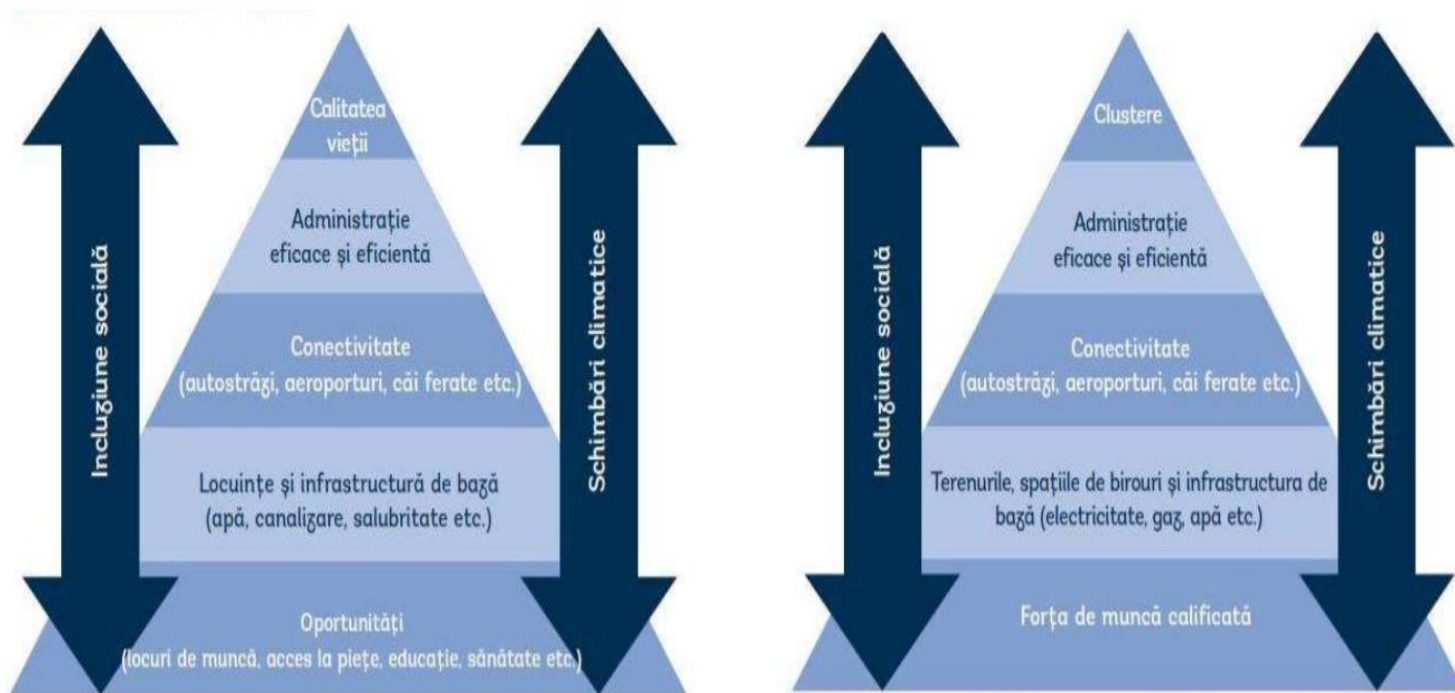 Calitatea
vieții
Administrație
eficace și eficientă
Conectivitate
(autostrăzi, aeroporturi, căi ferate etc.)
Locuințe și infrastructură de bază
(apă, canalizare, salubritate etc.)
Oportunități
(locuri de muncă, acces la piețe, educație, sănătate etc.)
Incluziune socială
Schimbări climatice
Clustere
Administrație
eficace și eficientă
Conectivitate
(autostrăzi, aeroporturi, căi ferate etc.)
Terenurile, spațiile de birouri și infrastructura de
bază (electricitate, gaz, apă etc.)
Forța de muncă calificată
Incluziune socială
Schimbări climatice